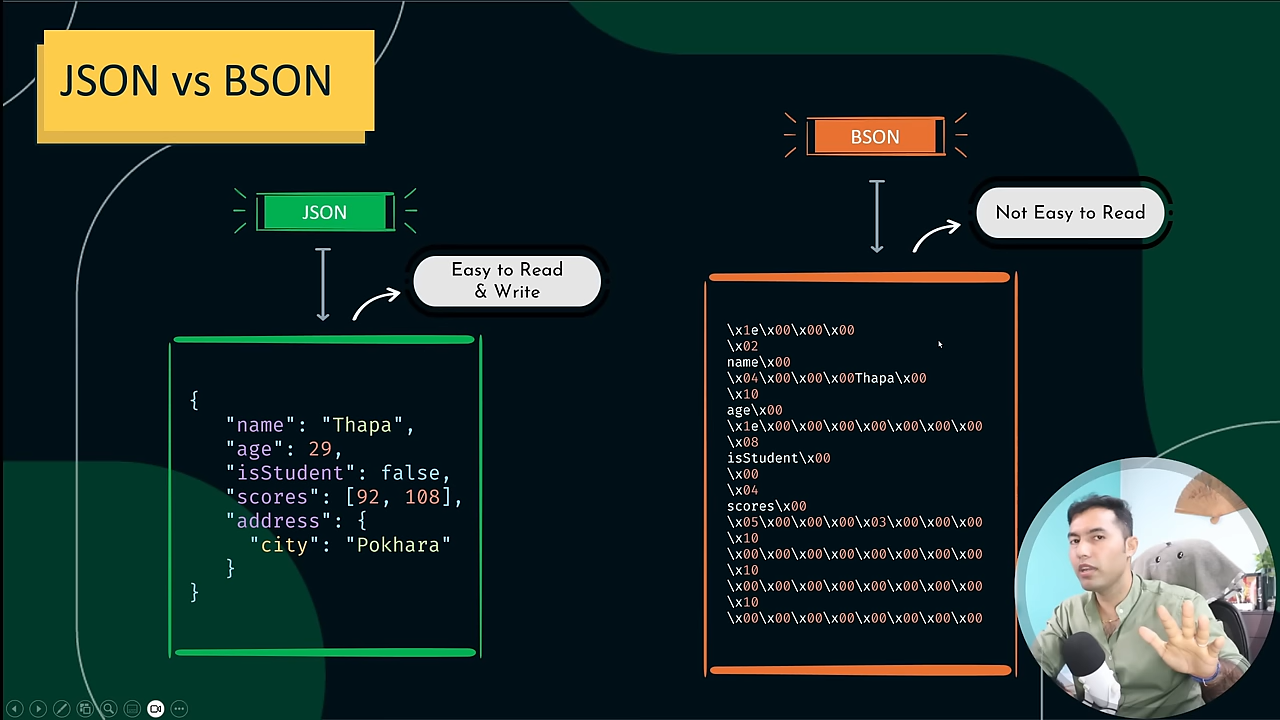 JSON vs BSON
JSON
Easy to Read
& Write
{
"name": "Thapa",
"age": 29,
"isStudent": false,
"scores": [92, 108],
"address": {
"city": "Pokhara"
}
}
BSON
Not Easy to Read
\x1e\x00\x00\x00
\x02
name\x00
\x04\x00\x00\x00Thapa\x00
\x10
age\x00
\x1e\x00\x00\x00\x00\x00\x00\x00
\x08
isStudent\x00
\x00
\x04
scores\x00
\x05\x00\x00\x00\x03\x00\x00\x00
\x10
\x00\x00\x00\x00\x00\x00\x00\x00
\x10
\x00\x00\x00\x00\x00\x00\x00\x00
\x10
\x00\x00\x00\x00\x00\x00\x00\x00